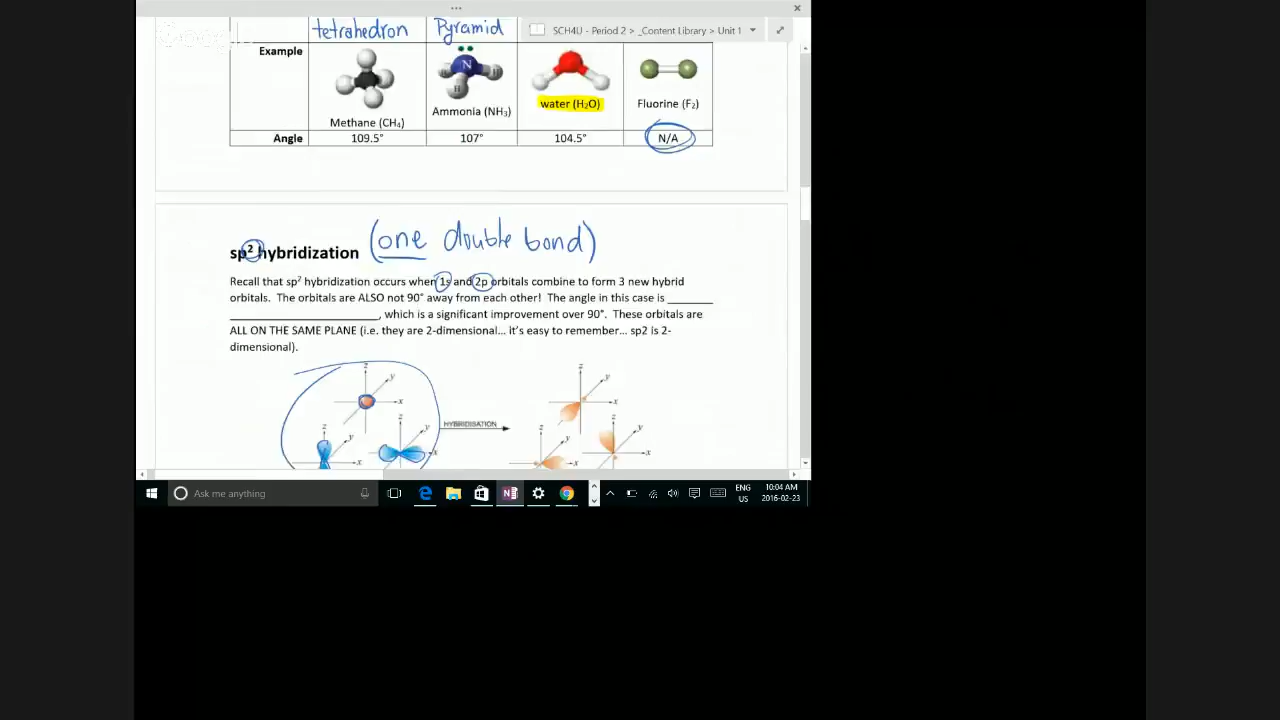 SCH4U - Period 2 > _Content Library > Unit 1
tetrahedron Pyramid
Example
N
H H
H
Methane (CH₄) Ammonia (NH₃) water (H₂O) Fluorine (F₂)
Angle 109.5° 107° 104.5° N/A
sp² hybridization (one double bond)
Recall that sp² hybridization occurs when 1s and 2p orbitals combine to form 3 new hybrid
orbitals. The orbitals are ALSO not 90° away from each other! The angle in this case is ________
__________________________, which is a significant improvement over 90°. These orbitals are
ALL ON THE SAME PLANE (i.e. they are 2-dimensional... it's easy to remember... sp2 is 2-
dimensional).
z z
y y
x x
z z z
y y y y
HYBRIDISATION
x x x x
Ask me anything
ENG 10:04 AM
US 2016-02-23